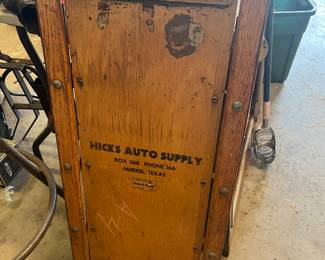 HICKS AUTO SUPPLY
BOX 368 PHONE 166
MERKEL, TEXAS